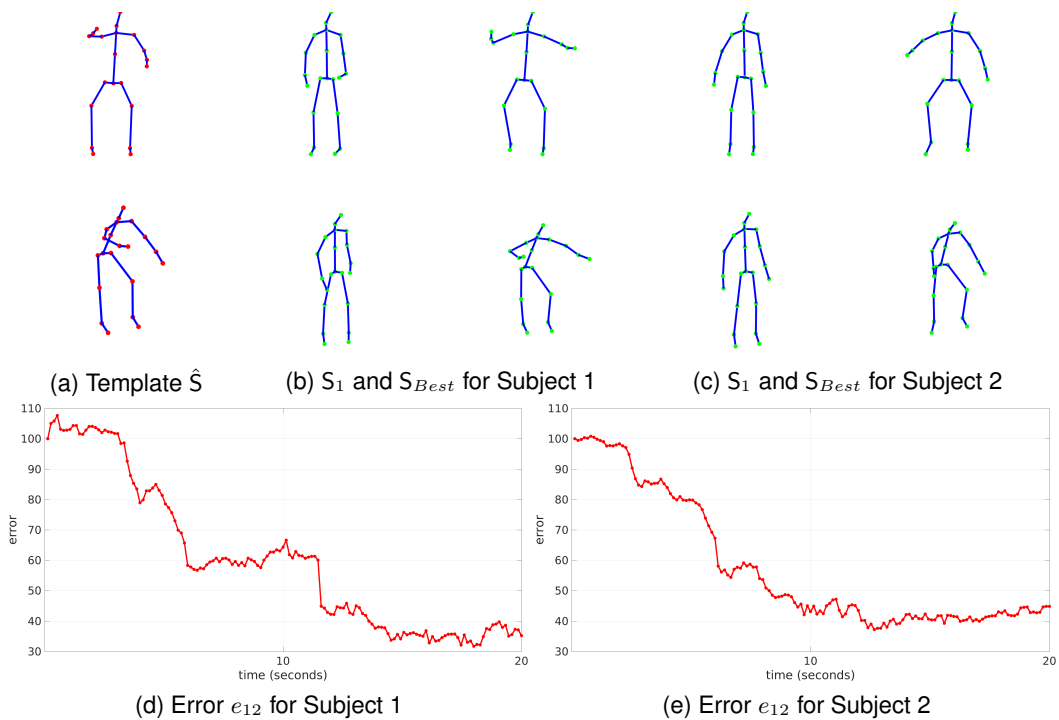 (a) Template Ŝ
(b) S₁ and S_Best for Subject 1
(c) S₁ and S_Best for Subject 2
110
100
90
80
70
60
50
40
30
error
10
20
time (seconds)
110
100
90
80
70
60
50
40
30
error
10
20
time (seconds)
(d) Error e₁₂ for Subject 1
(e) Error e₁₂ for Subject 2